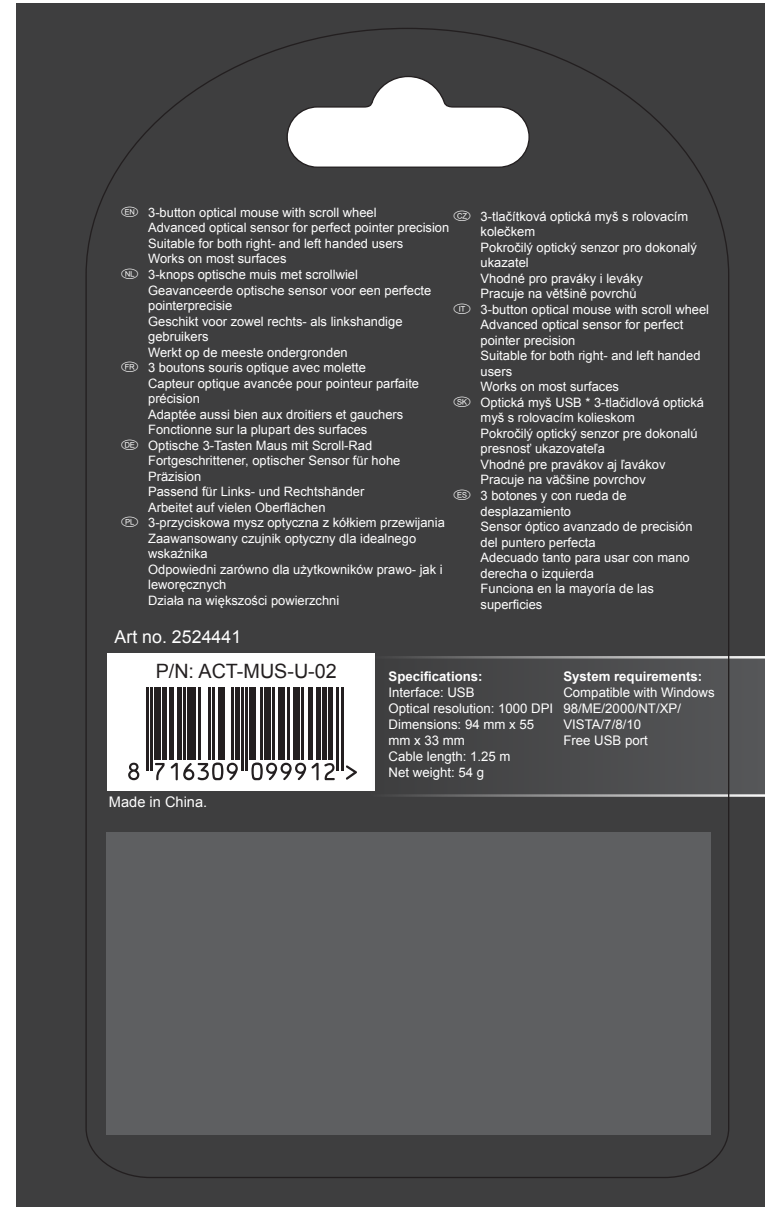 EN 3-button optical mouse with scroll wheel
Advanced optical sensor for perfect pointer precision
Suitable for both right- and left handed users
Works on most surfaces
NL 3-knops optische muis met scrollwiel
Geavanceerde optische sensor voor een perfecte
pointerprecisie
Geschikt voor zowel rechts- als linkshandige
gebruikers
Werkt op de meeste ondergronden
FR 3 boutons souris optique avec molette
Capteur optique avancée pour pointeur parfaite
précision
Adaptée aussi bien aux droitiers et gauchers
Fonctionne sur la plupart des surfaces
DE Optische 3-Tasten Maus mit Scroll-Rad
Fortgeschrittener, optischer Sensor für hohe
Präzision
Passend für Links- und Rechtshänder
Arbeitet auf vielen Oberflächen
PL 3-przyciskowa mysz optyczna z kółkiem przewijania
Zaawansowany czujnik optyczny dla idealnego
wskaźnika
Odpowiedni zarówno dla użytkowników prawo- jak i
leworęcznych
Działa na większości powierzchni
CZ 3-tlačítková optická myš s rolovacím
kolečkem
Pokročilý optický senzor pro dokonalý
ukazatel
Vhodné pro praváky i leváky
Pracuje na většině povrchů
IT 3-button optical mouse with scroll wheel
Advanced optical sensor for perfect
pointer precision
Suitable for both right- and left handed
users
Works on most surfaces
SK Optická myš USB * 3-tlačidlová optická
myš s rolovacím kolieskom
Pokročilý optický senzor pre dokonalú
presnosť ukazovateľa
Vhodné pre pravákov aj ľavákov
Pracuje na väčšine povrchov
ES 3 botones y con rueda de
desplazamiento
Sensor óptico avanzado de precisión
del puntero perfecta
Adecuado tanto para usar con mano
derecha o izquierda
Funciona en la mayoría de las
superficies
Art no. 2524441
P/N: ACT-MUS-U-02
8 716309 099912 >
Made in China.
Specifications:
Interface: USB
Optical resolution: 1000 DPI
Dimensions: 94 mm x 55
mm x 33 mm
Cable length: 1.25 m
Net weight: 54 g
System requirements:
Compatible with Windows
98/ME/2000/NT/XP/
VISTA/7/8/10
Free USB port